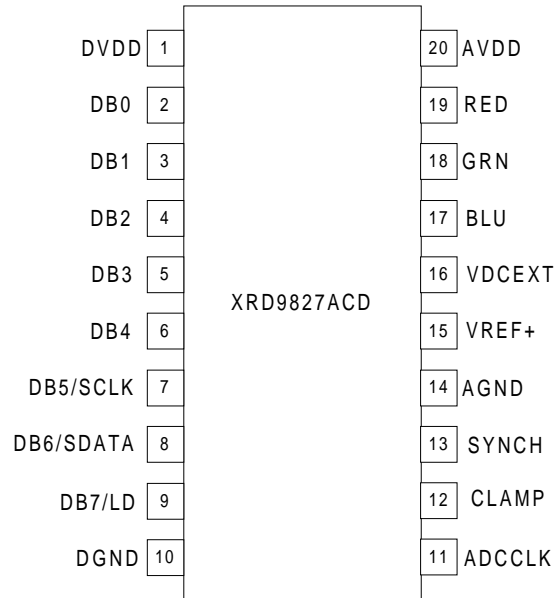 DVDD 1 20 AVDD
DB0 2 19 RED
DB1 3 18 GRN
DB2 4 17 BLU
DB3 5 16 VDCEXT
XRD9827ACD
DB4 6 15 VREF+
DB5/SCLK 7 14 AGND
DB6/SDATA 8 13 SYNCH
DB7/LD 9 12 CLAMP
DGND 10 11 ADCCLK